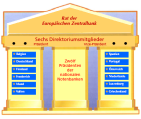 Rat der
Europäischen Zentralbank
Sechs Direktoriumsmitglieder
Präsident
Vize-Präsident
Zwölf
Präsidenten
der
nationalen
Notenbanken
Belgien
Deutschland
Finnland
Frankreich
Irland
Italien
Spanien
Portugal
Österreich
Niederlande
Luxemburg
Griechenland